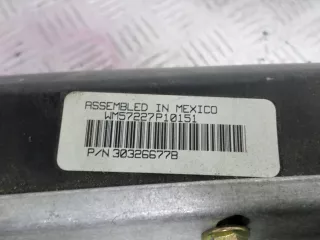 ASSEMBLED IN MEXICO
WM57227P10151
P/N 30326677B